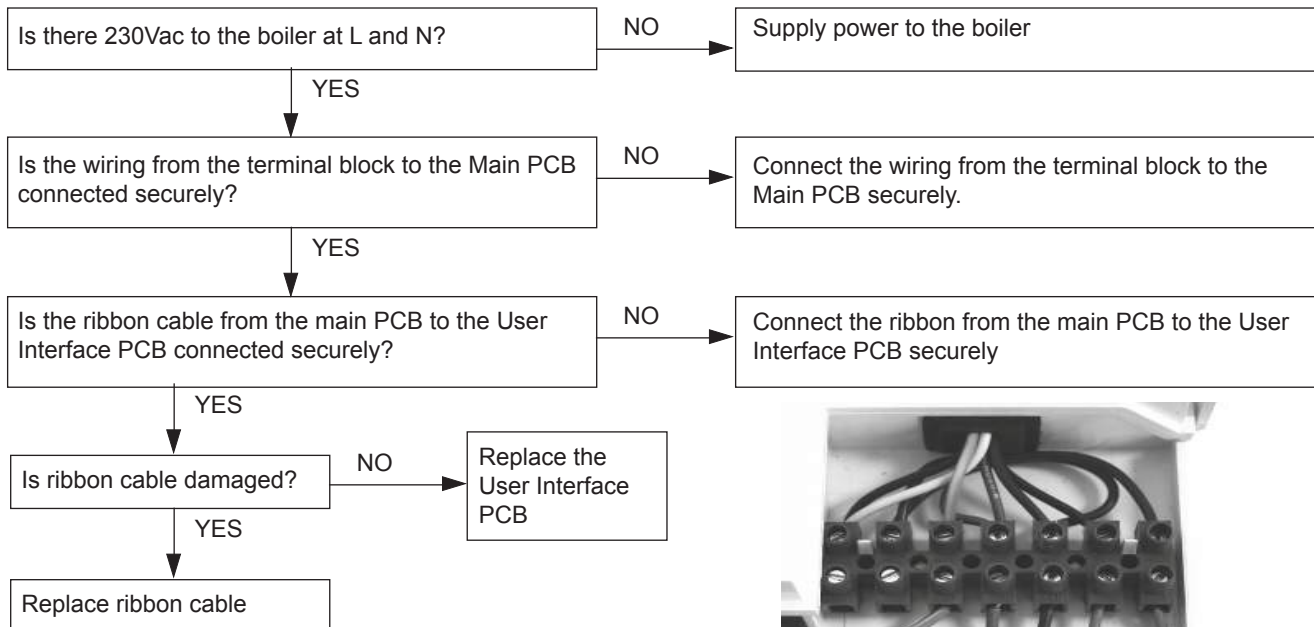 Is there 230Vac to the boiler at L and N?
NO
Supply power to the boiler
YES
Is the wiring from the terminal block to the Main PCB
connected securely?
NO
Connect the wiring from the terminal block to the
Main PCB securely.
YES
Is the ribbon cable from the main PCB to the User
Interface PCB connected securely?
NO
Connect the ribbon from the main PCB to the User
Interface PCB securely
YES
Is ribbon cable damaged?
NO
Replace the
User Interface
PCB
YES
Replace ribbon cable